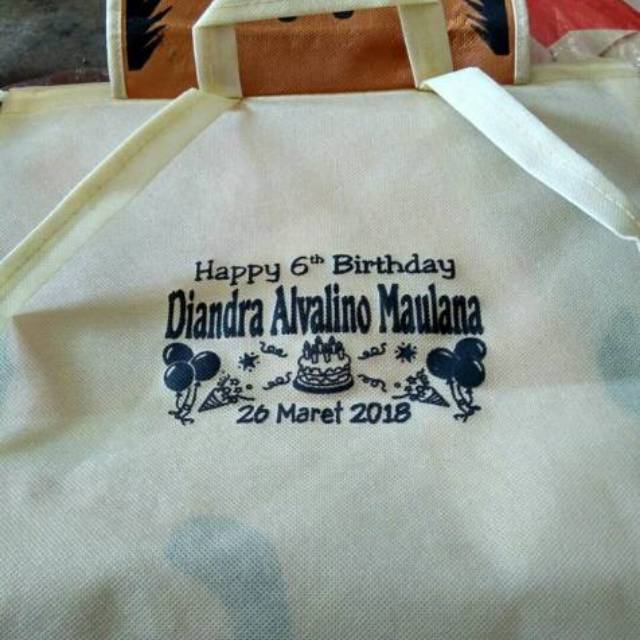 Happy 6th Birthday
Diandra Alvalino Maulana
26 Maret 2018